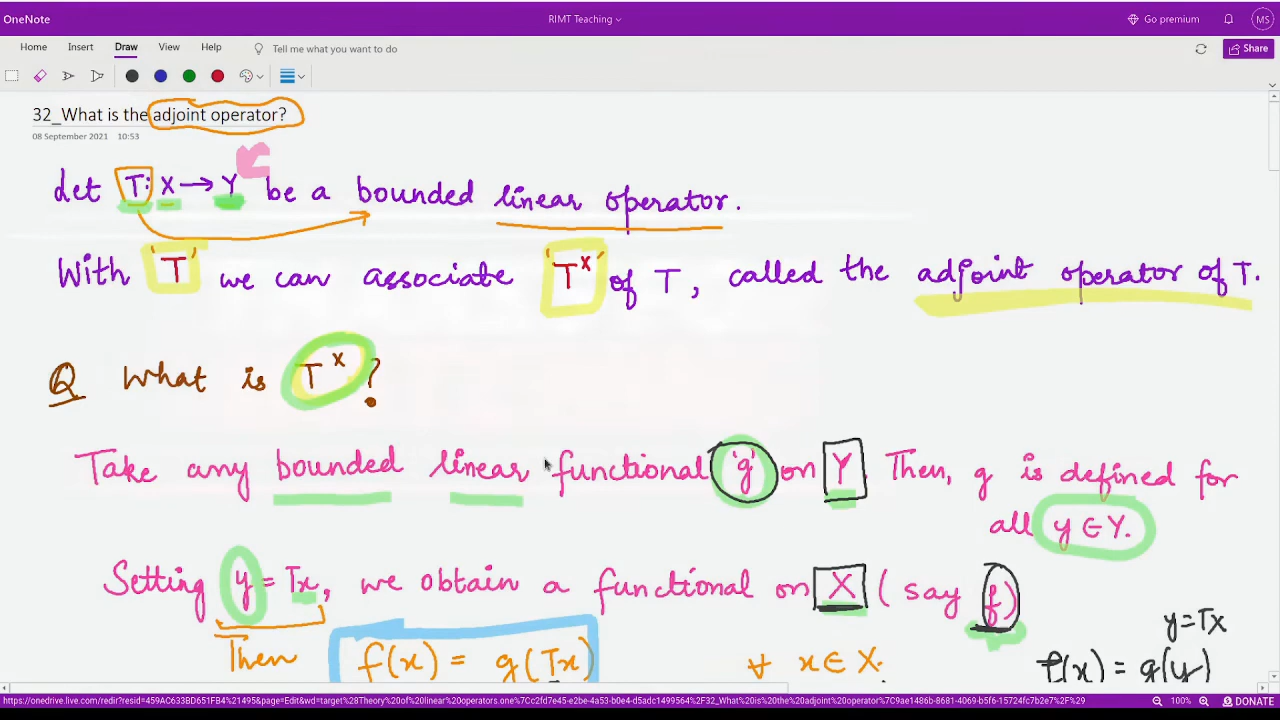 OneNote
RIMT Teaching
Go premium
MS
Home Insert Draw View Help Tell me what you want to do
Share
32_What is the adjoint operator?
08 September 2021 10:53
Let T: X → Y be a bounded linear operator.
With 'T' we can associate 'T^x' of T, called the adjoint operator of T.
Q What is T^x ?
Take any bounded linear functional 'g' on Y Then, g is defined for
all y ∈ Y.
Setting y = Tx, we obtain a functional on X ( say f)
y=Tx
Then f(x) = g(Tx) ∀ x ∈ X.
f(x) = g(y)
100%
DONATE